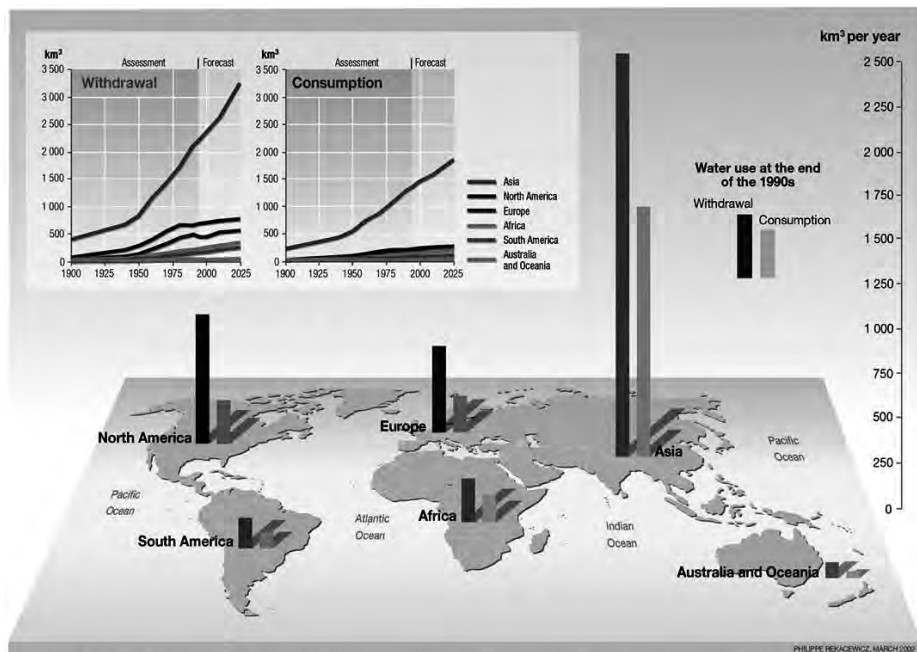 km³ per year
km³
Assessment
Forecast
Withdrawal
3 500
3 000
2 500
2 000
1 500
1 000
500
0
1900
1925
1950
1975
2000
2025
km³
Assessment
Forecast
Consumption
3 500
3 000
2 500
2 000
1 500
1 000
500
0
1900
1925
1950
1975
2000
2025
Asia
North America
Europe
Africa
South America
Australia
and Oceania
Water use at the end
of the 1990s
Withdrawal
Consumption
2 500
2 250
2 000
1 750
1 500
1 250
1 000
750
500
250
0
North America
Europe
Asia
Pacific
Ocean
Pacific
Ocean
South America
Atlantic
Ocean
Africa
Indian
Ocean
Australia and Oceania
PHILIPPE REKACEWICZ, MARCH 2002